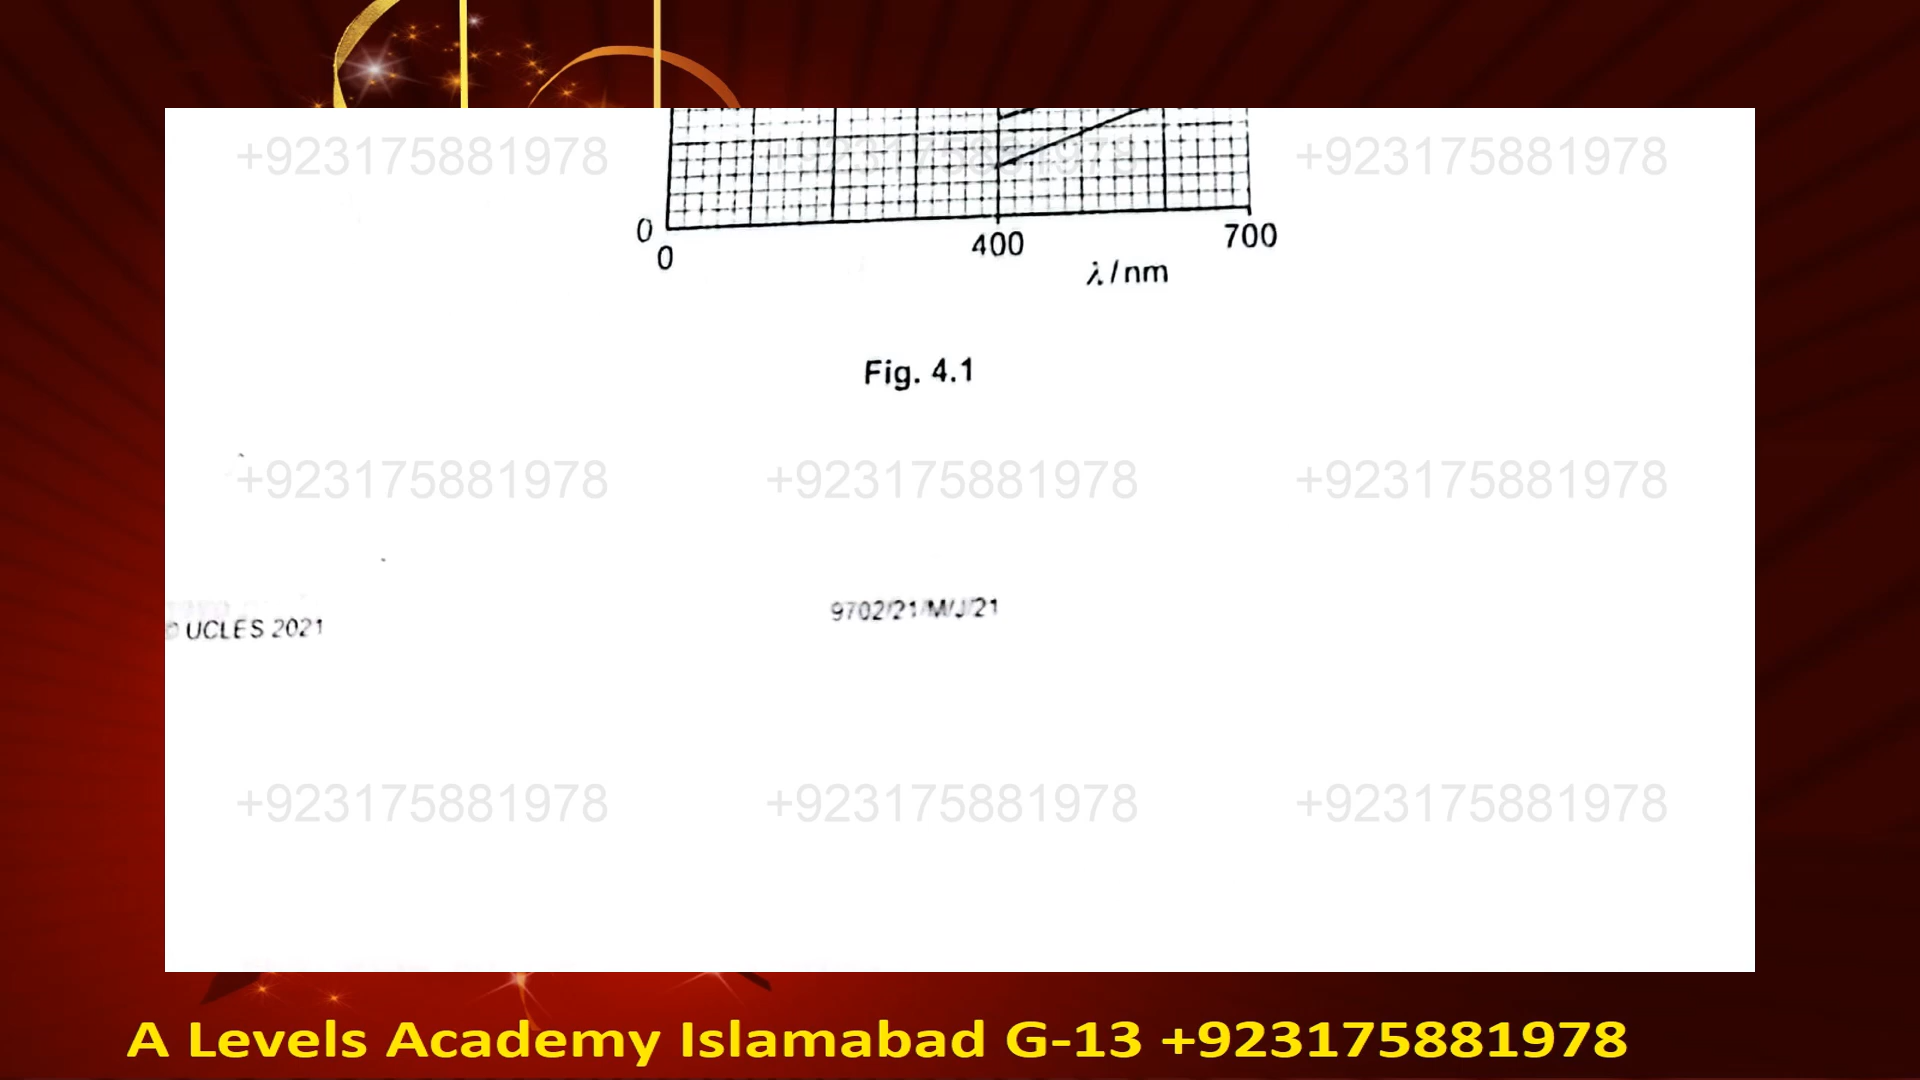 +923175881978 +923175881978 +923175881978
0
0 400 700
λ/nm
Fig. 4.1
+923175881978 +923175881978 +923175881978
© UCLES 2021 9702/21/M/J/21
+923175881978 +923175881978 +923175881978
A Levels Academy Islamabad G-13 +923175881978